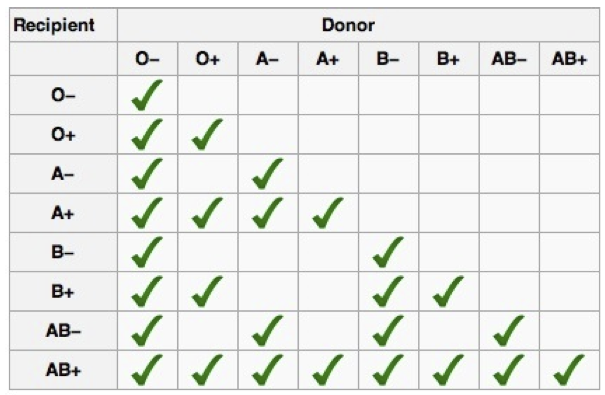 Recipient Donor
O− O+ A− A+ B− B+ AB− AB+
O− ✓
O+ ✓ ✓
A− ✓ ✓
A+ ✓ ✓ ✓ ✓
B− ✓ ✓
B+ ✓ ✓ ✓ ✓
AB− ✓ ✓ ✓ ✓
AB+ ✓ ✓ ✓ ✓ ✓ ✓ ✓ ✓